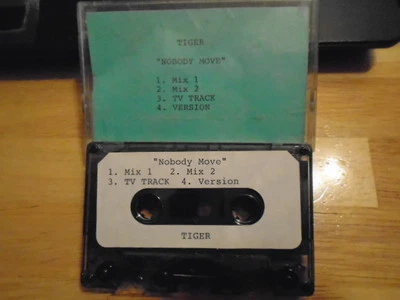 TIGER
"NOBODY MOVE"
1. Mix 1
2. Mix 2
3. TV TRACK
4. VERSION
"Nobody Move"
1. Mix 1 2. Mix 2
3. TV TRACK 4. Version
TIGER